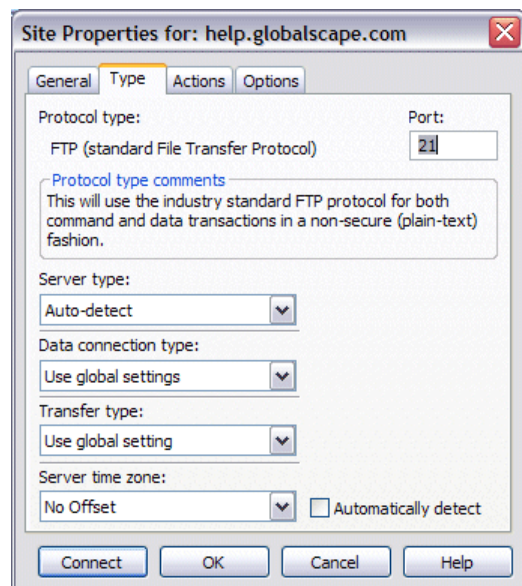 Site Properties for: help.globalscape.com
General Type Actions Options
Protocol type: Port:
FTP (standard File Transfer Protocol) 21
Protocol type comments
This will use the industry standard FTP protocol for both
command and data transactions in a non-secure (plain-text)
fashion.
Server type:
Auto-detect
Data connection type:
Use global settings
Transfer type:
Use global setting
Server time zone:
No Offset Automatically detect
Connect OK Cancel Help